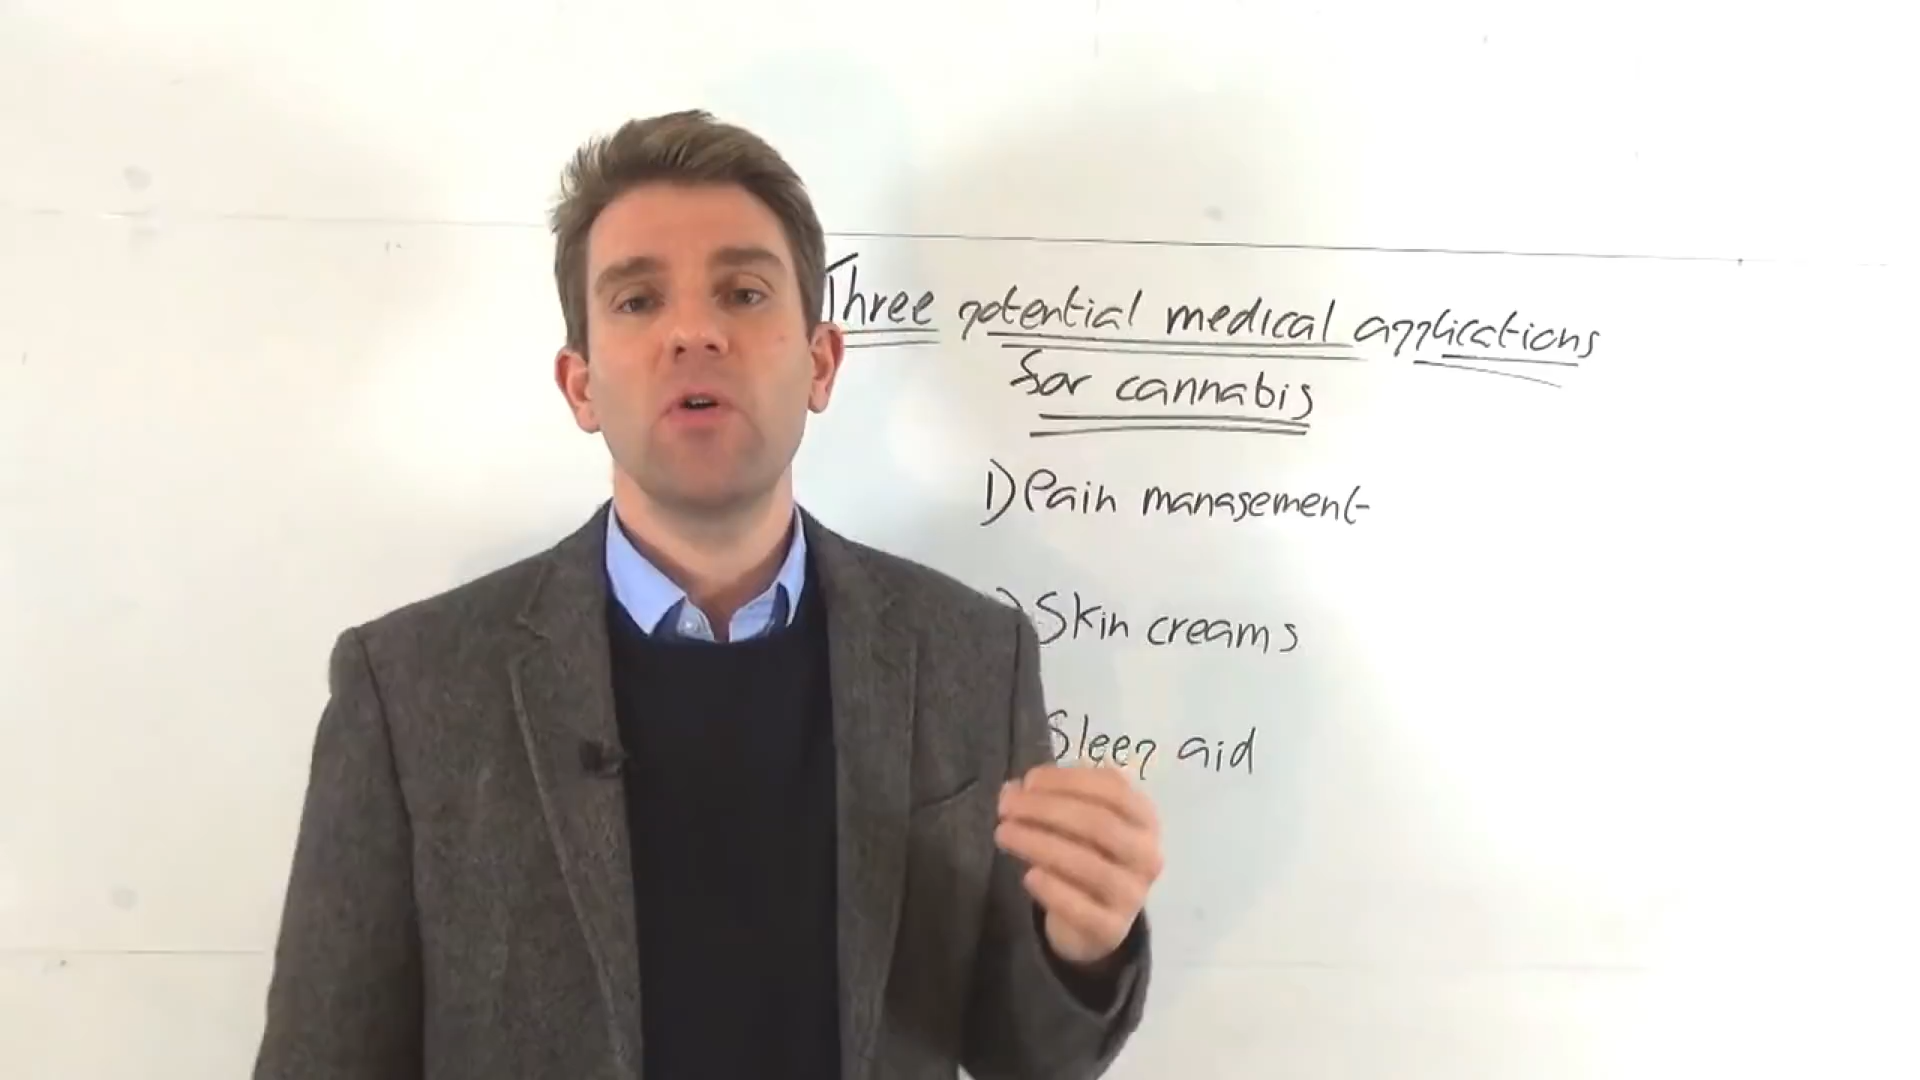 Three potential medical applications
for cannabis
1) Pain management
) Skin creams
Sleep aid